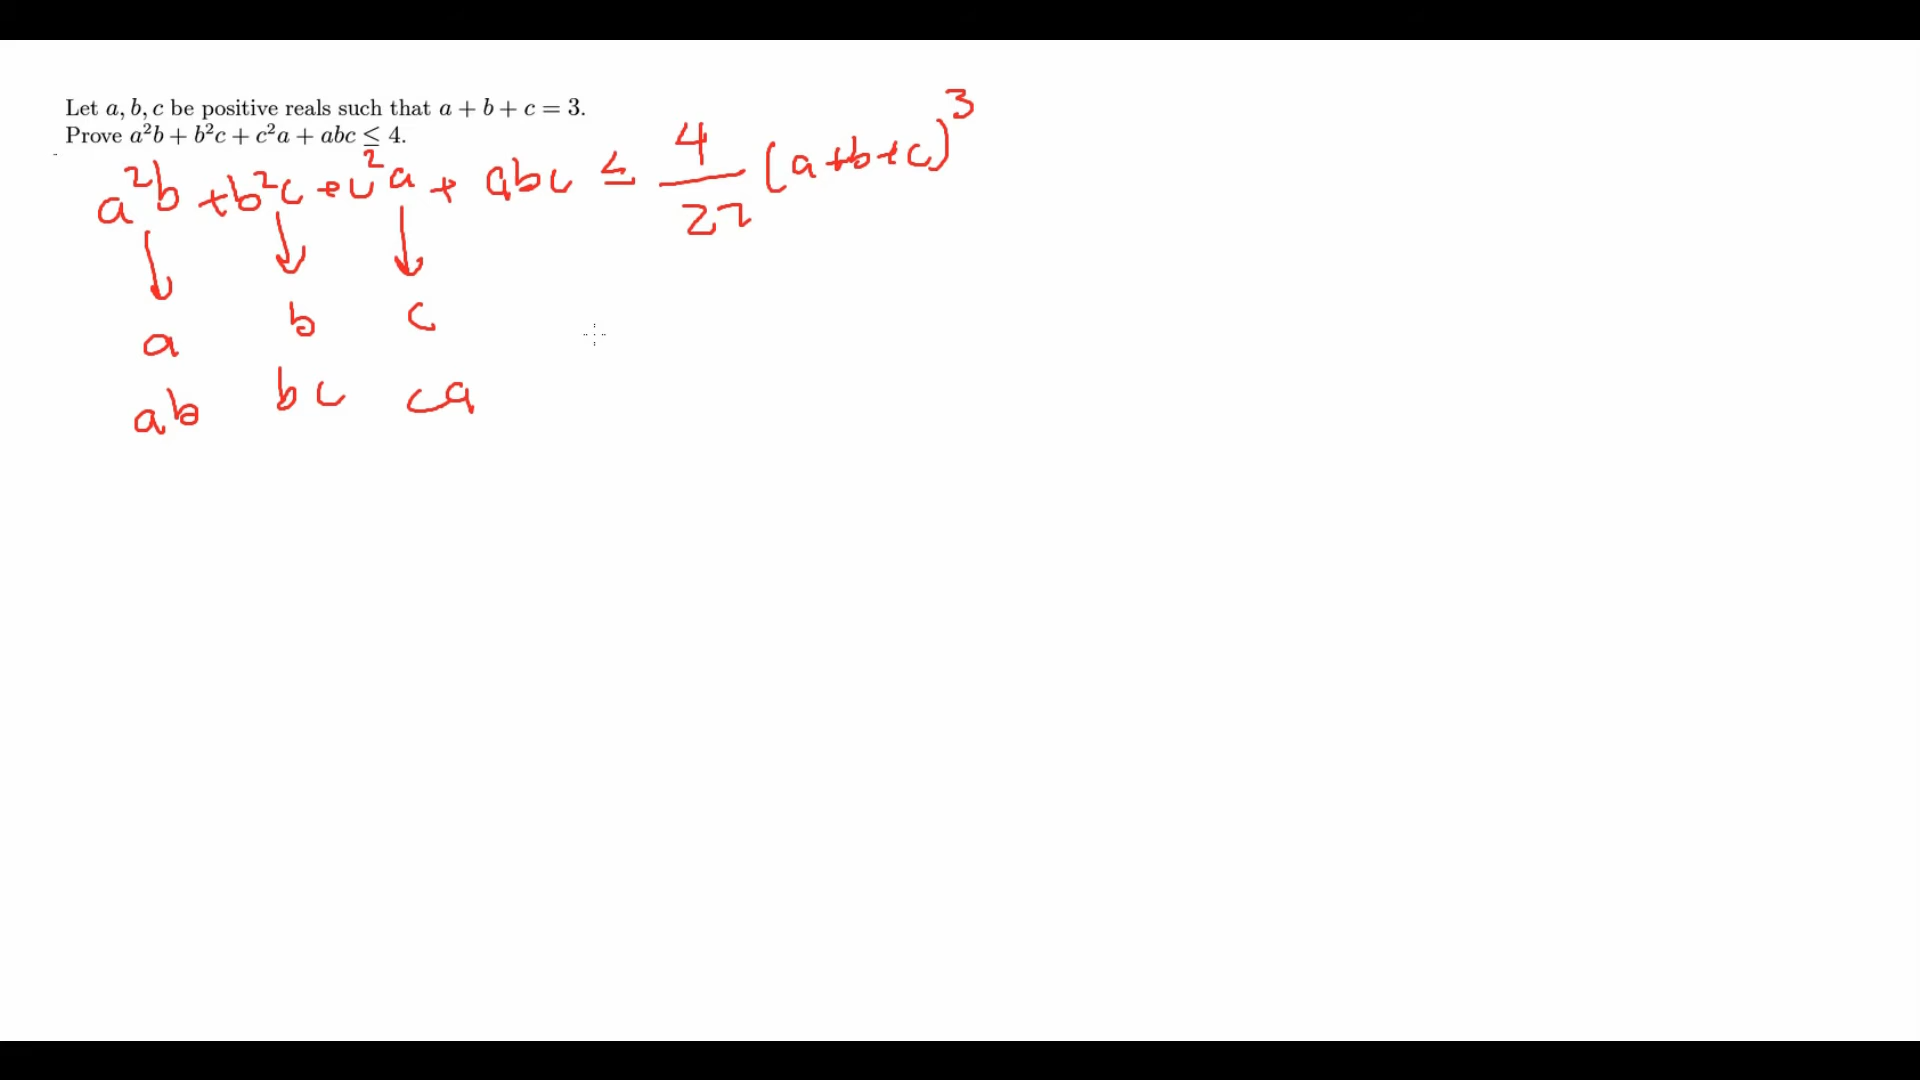 Let a, b, c be positive reals such that a + b + c = 3.
Prove a²b + b²c + c²a + abc ≤ 4.
a²b + b²c + c²a + abc ≤ 4/27 (a+b+c)³
a b c
ab bc ca